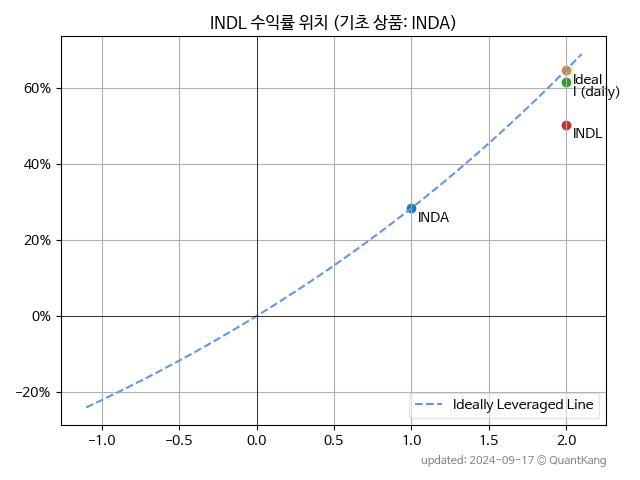 INDL 수익률 위치 (기초 상품: INDA)
60%
40%
20%
0%
−20%
Ideal
I (daily)
INDL
INDA
Ideally Leveraged Line
−1.0 −0.5 0.0 0.5 1.0 1.5 2.0
updated: 2024-09-17 © QuantKang